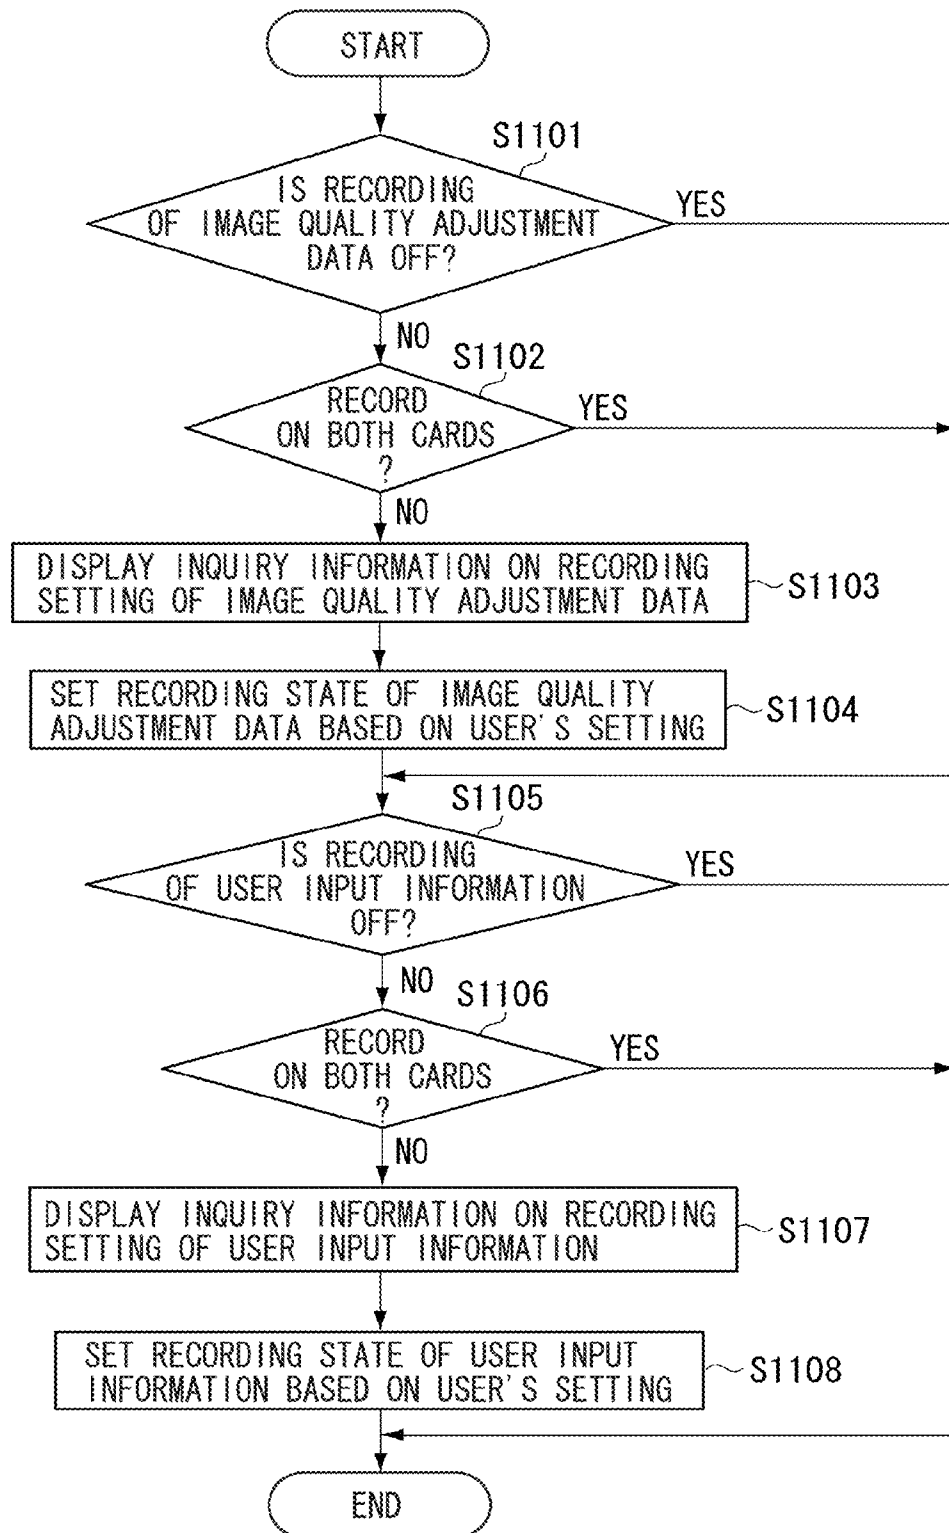 START
S1101
IS RECORDING
OF IMAGE QUALITY ADJUSTMENT
DATA OFF?
YES
NO
S1102
RECORD
ON BOTH CARDS
?
YES
NO
DISPLAY INQUIRY INFORMATION ON RECORDING
SETTING OF IMAGE QUALITY ADJUSTMENT DATA
S1103
SET RECORDING STATE OF IMAGE QUALITY
ADJUSTMENT DATA BASED ON USER'S SETTING
S1104
S1105
IS RECORDING
OF USER INPUT INFORMATION
OFF?
YES
NO
S1106
RECORD
ON BOTH CARDS
?
YES
NO
DISPLAY INQUIRY INFORMATION ON RECORDING
SETTING OF USER INPUT INFORMATION
S1107
SET RECORDING STATE OF USER INPUT
INFORMATION BASED ON USER'S SETTING
S1108
END